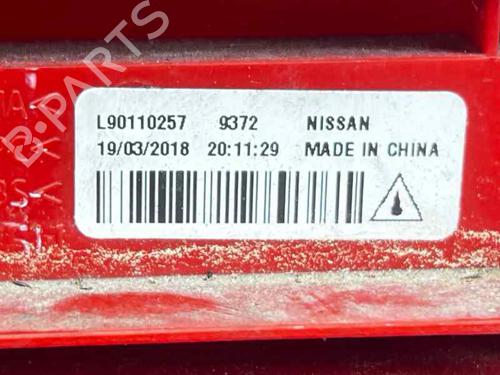 B-PARTS
L90110257 9372 NISSAN
19/03/2018 20:11:29 MADE IN CHINA